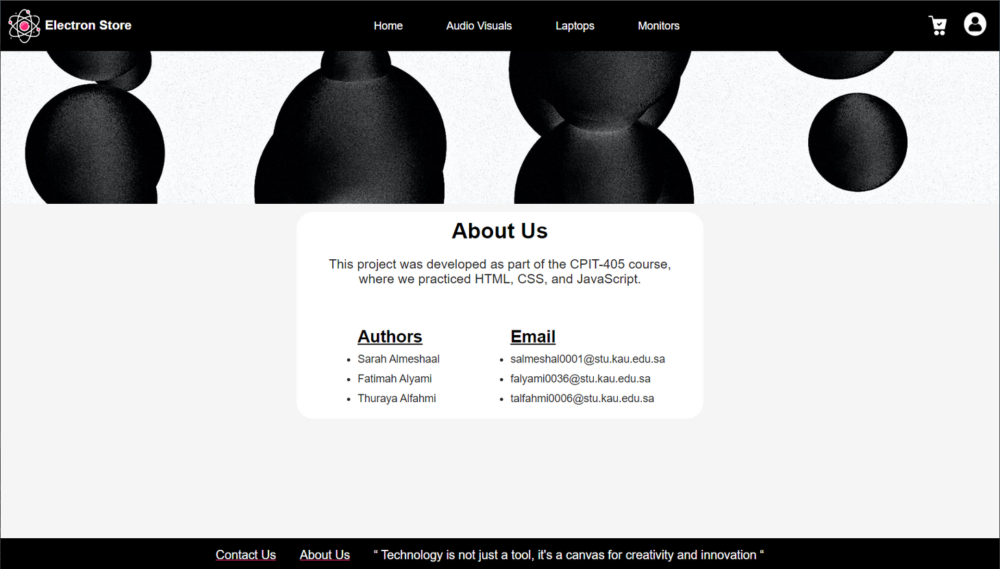 Electron Store
Home Audio Visuals Laptops Monitors
About Us
This project was developed as part of the CPIT-405 course,
where we practiced HTML, CSS, and JavaScript.
Authors
• Sarah Almeshaal
• Fatimah Alyami
• Thuraya Alfahmi
Email
• salmeshal0001@stu.kau.edu.sa
• falyami0036@stu.kau.edu.sa
• talfahmi0006@stu.kau.edu.sa
Contact Us About Us “ Technology is not just a tool, it's a canvas for creativity and innovation “